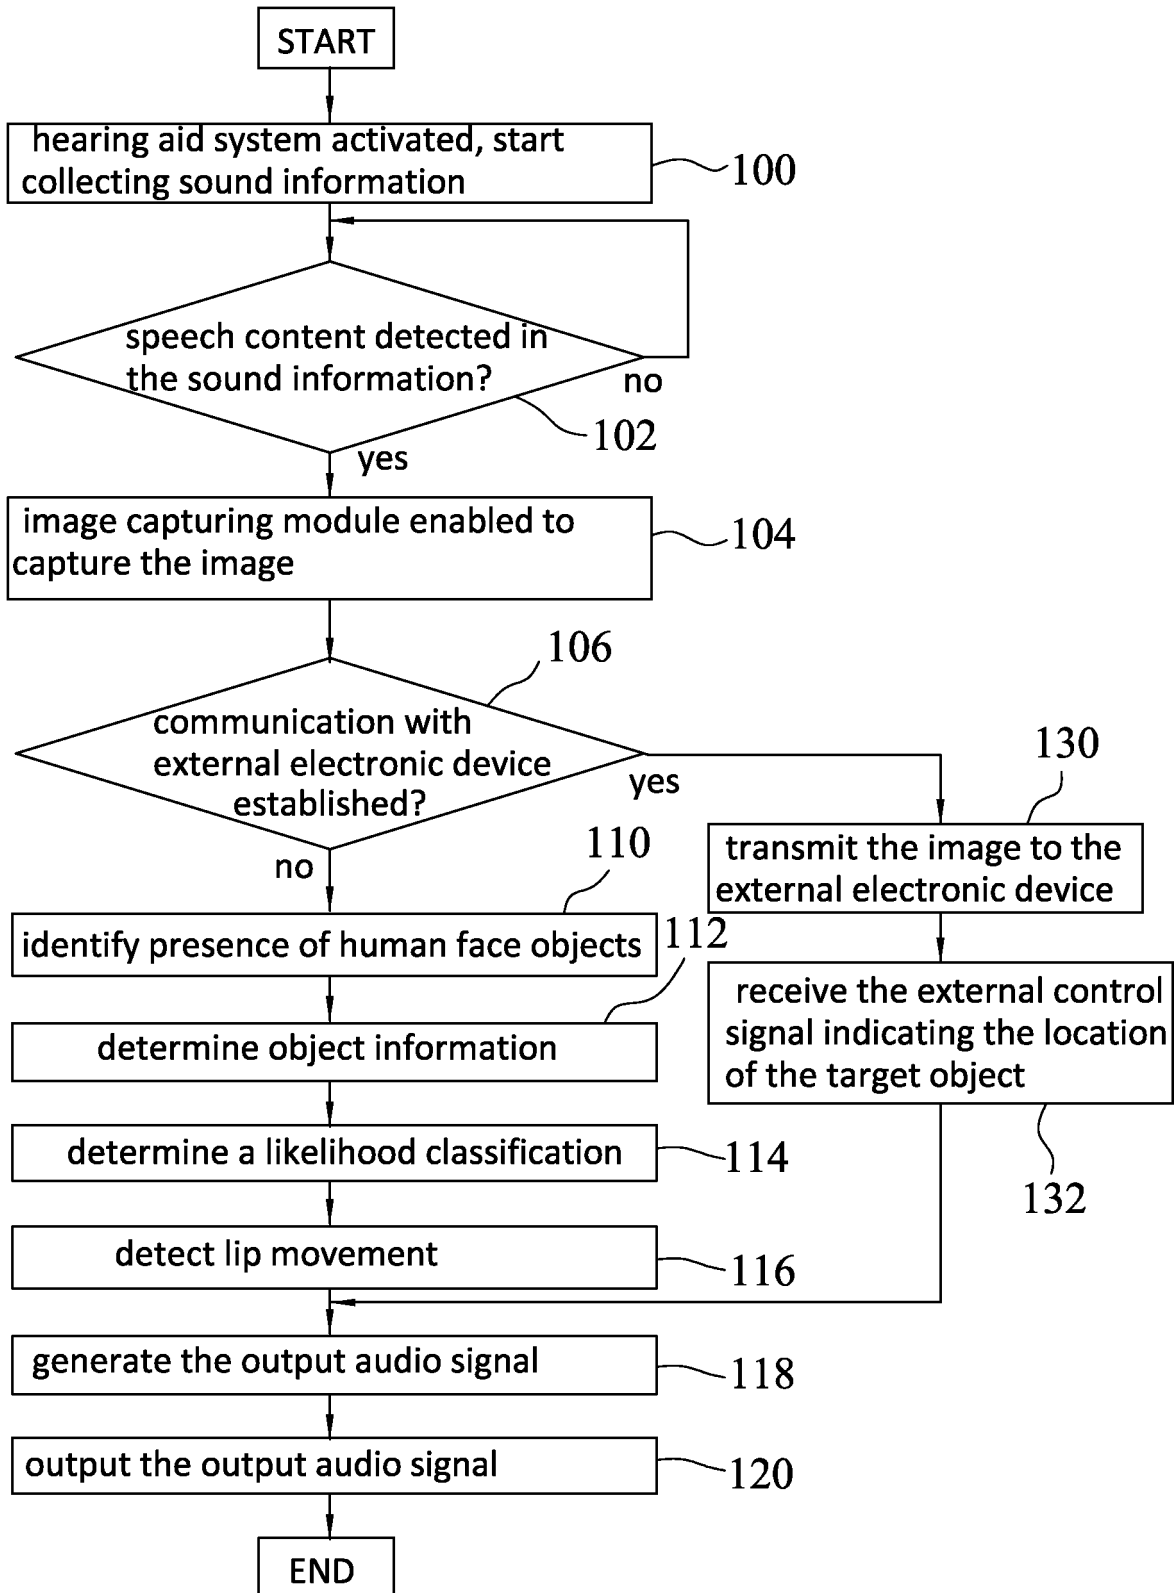 START
hearing aid system activated, start
collecting sound information
100
speech content detected in
the sound information?
no
102
yes
image capturing module enabled to
capture the image
104
106
communication with
external electronic device
established?
yes
no
130
transmit the image to the
external electronic device
110
identify presence of human face objects
112
receive the external control
signal indicating the location
of the target object
132
determine object information
determine a likelihood classification
114
detect lip movement
116
generate the output audio signal
118
output the output audio signal
120
END